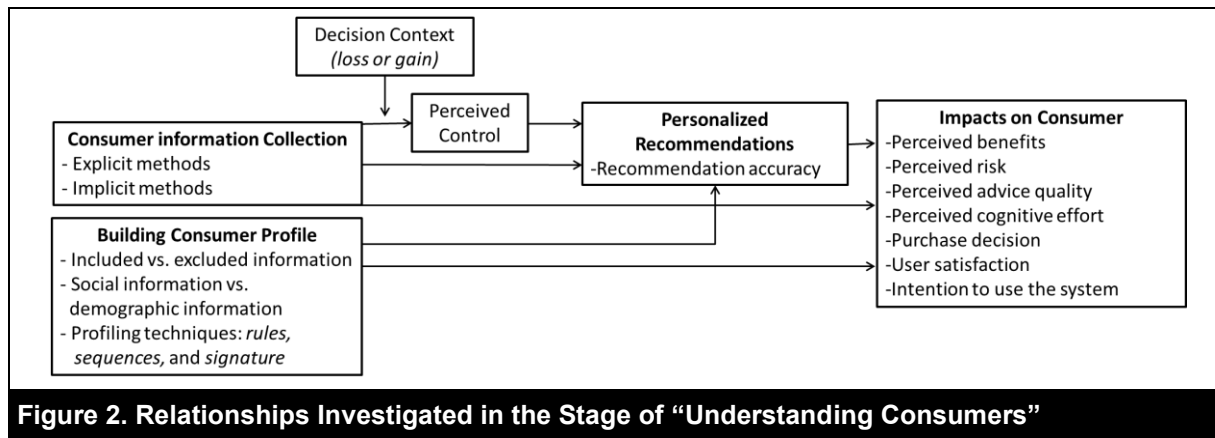 Decision Context
(loss or gain)
Perceived
Control
Consumer information Collection
- Explicit methods
- Implicit methods
Personalized
Recommendations
-Recommendation accuracy
Impacts on Consumer
-Perceived benefits
-Perceived risk
-Perceived advice quality
-Perceived cognitive effort
-Purchase decision
-User satisfaction
-Intention to use the system
Building Consumer Profile
- Included vs. excluded information
- Social information vs.
demographic information
- Profiling techniques: rules,
sequences, and signature
Figure 2. Relationships Investigated in the Stage of “Understanding Consumers”